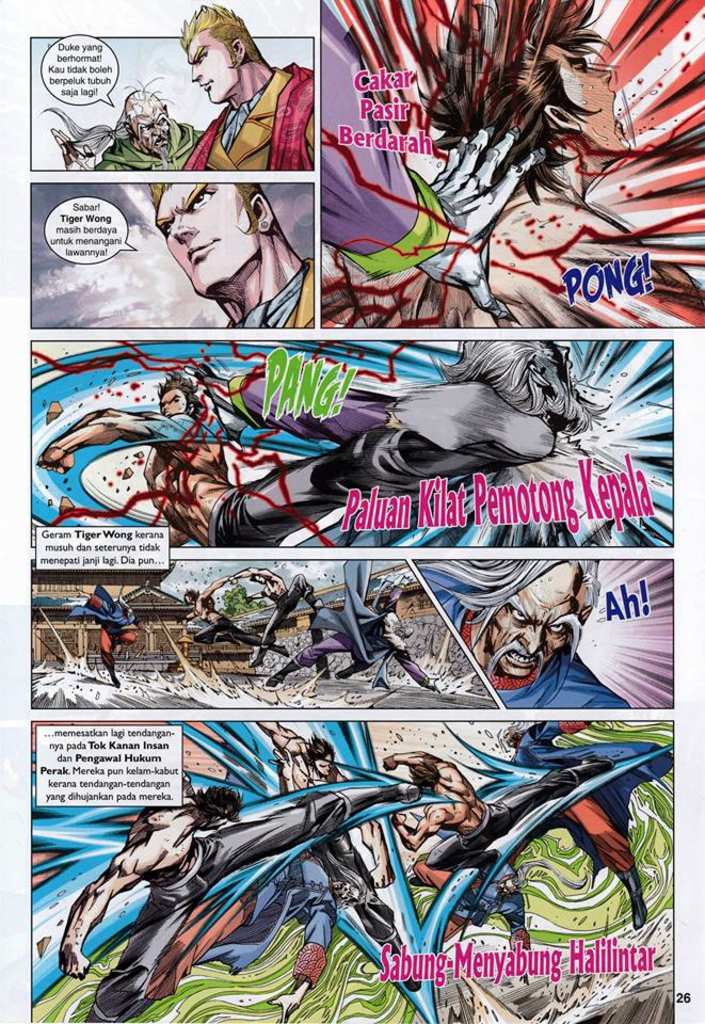 Duke yang
berhormat!
Kau tidak boleh
berpeluk tubuh
saja lagi!
Sabar!
Tiger Wong
masih berdaya
untuk menangani
lawannya!
Cakar
Pasir
Berdarah
PONG!
PANG!
Paluan Kilat Pemotong Kepala
Geram Tiger Wong kerana
musuh dan seterunya tidak
menepati janji lagi. Dia pun...
Ah!
...memesatkan lagi tendangan-
nya pada Tok Kanan Insan
dan Pengawal Hukum
Perak. Mereka pun kelam-kabut
kerana tendangan-tendangan
yang dihujankan pada mereka.
Sabung-Menyabung Halilintar
26